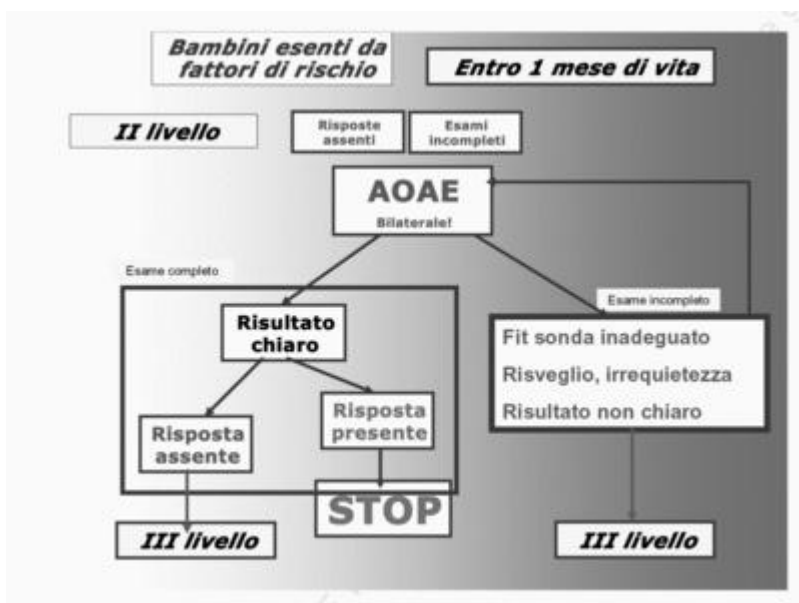 Bambini esenti da
fattori di rischio
Entro 1 mese di vita
II livello
Risposte
assenti
Esami
incompleti
AOAE
Bilaterale!
Esame completo
Esame incompleto
Risultato
chiaro
Fit sonda inadeguato
Risveglio, irrequietezza
Risultato non chiaro
Risposta
assente
Risposta
presente
STOP
III livello
III livello